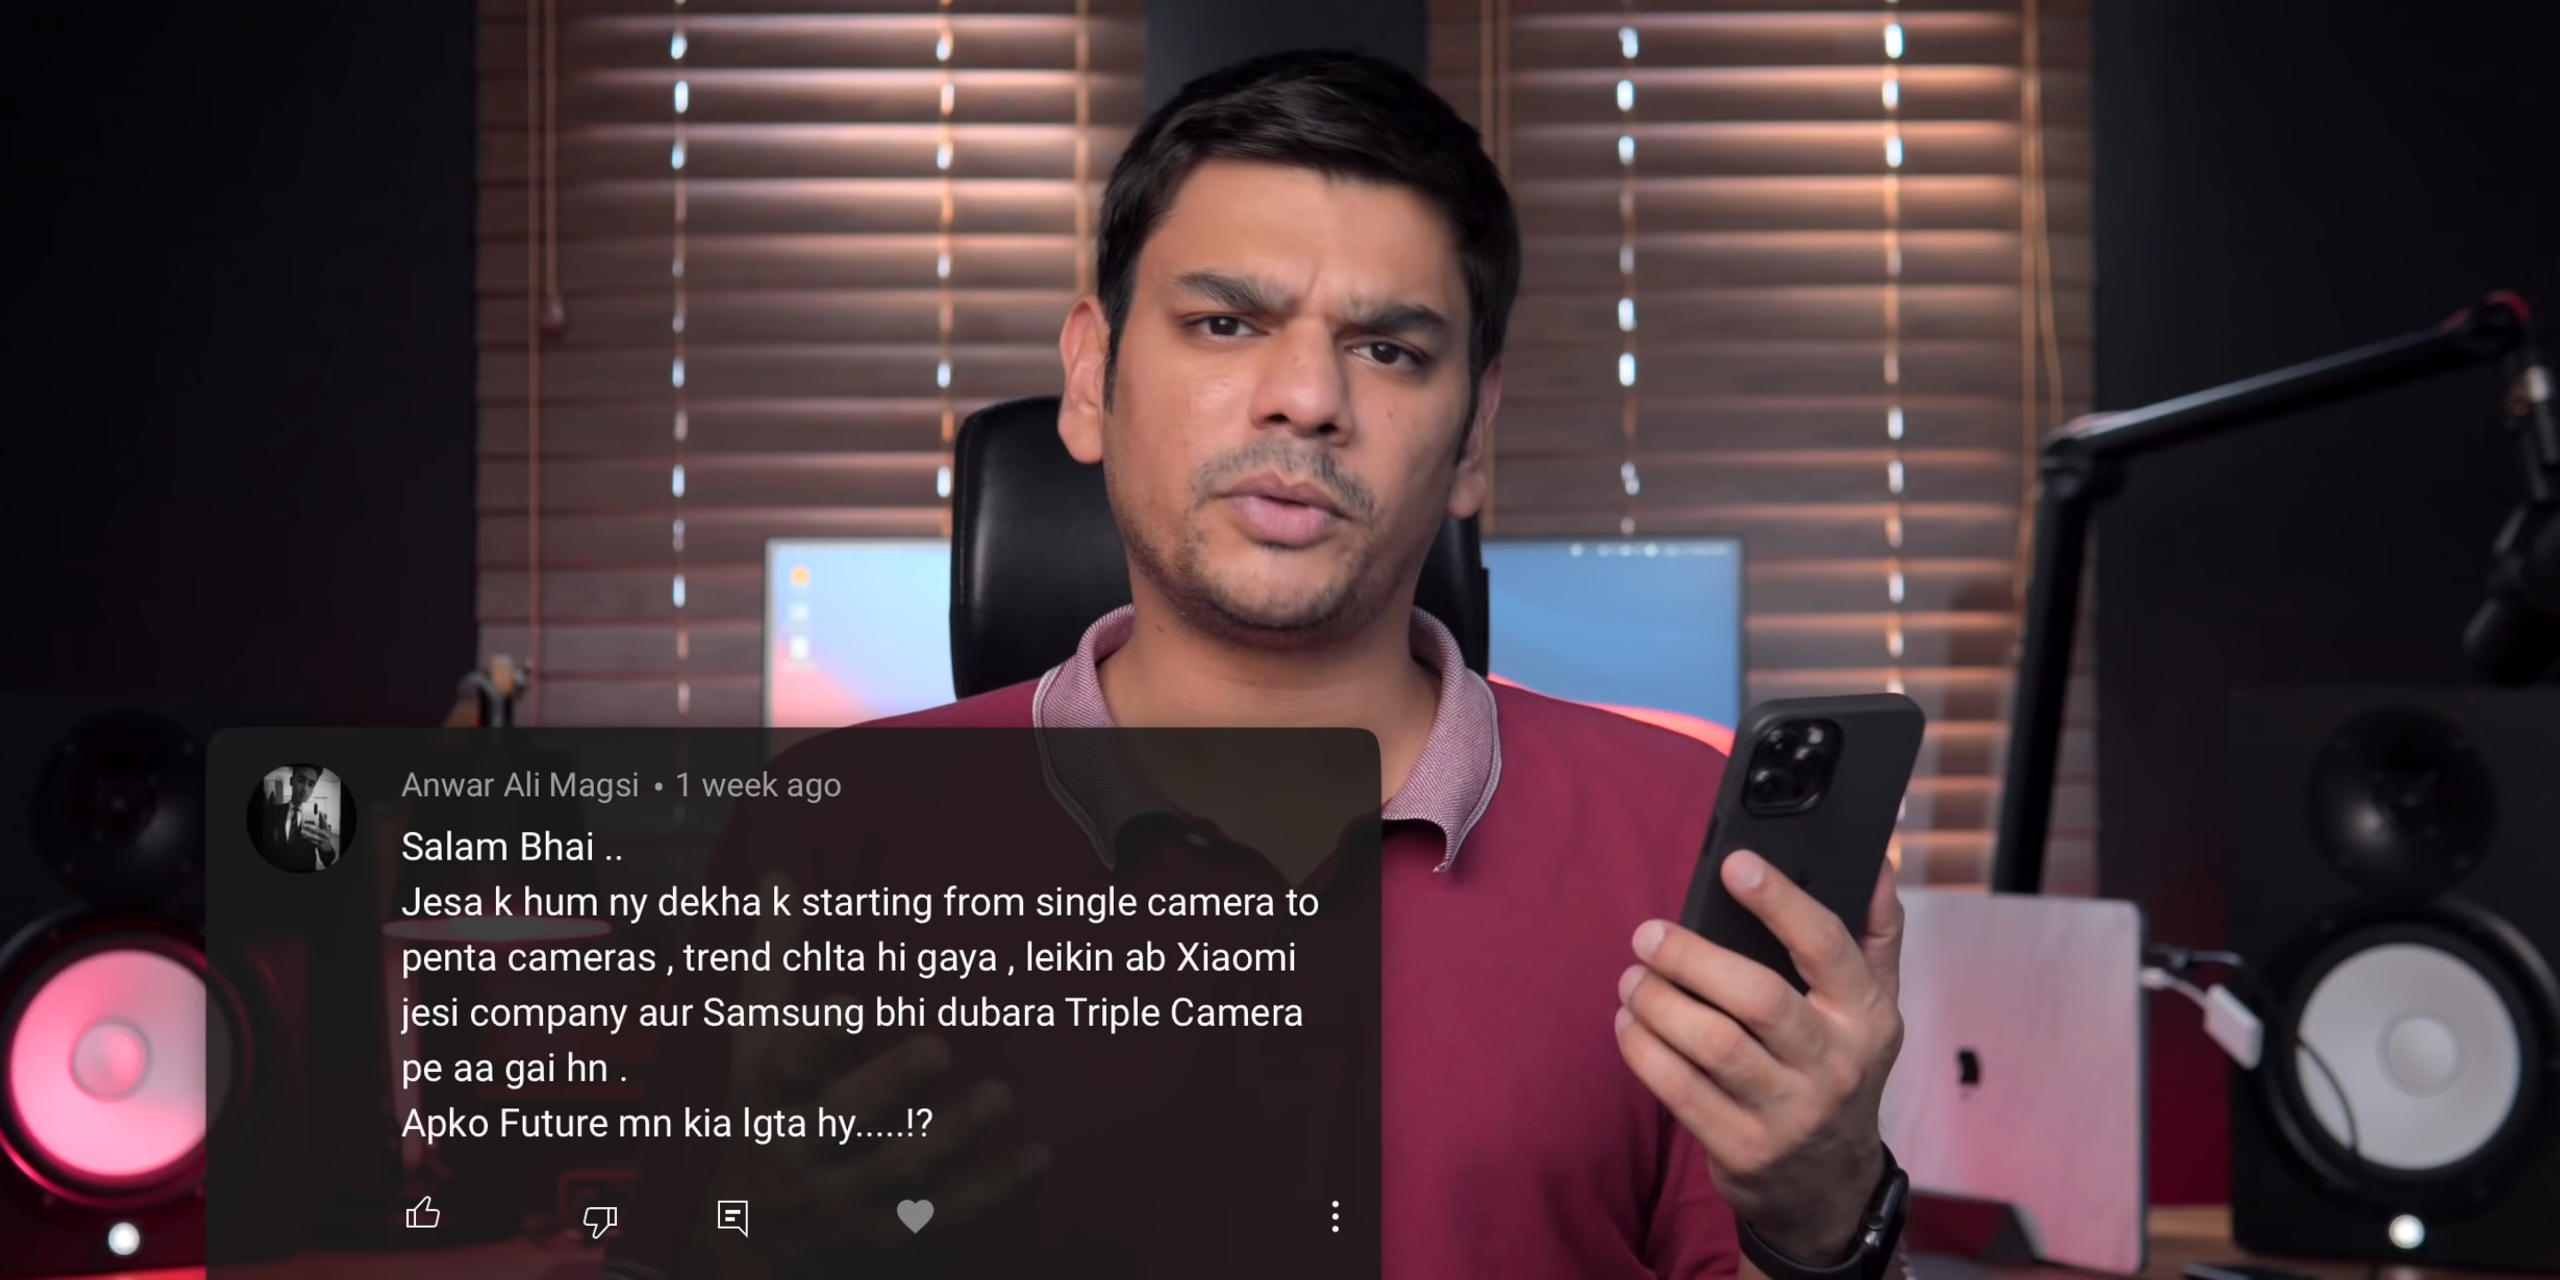 Anwar Ali Magsi • 1 week ago
Salam Bhai ..
Jesa k hum ny dekha k starting from single camera to
penta cameras , trend chlta hi gaya , leikin ab Xiaomi
jesi company aur Samsung bhi dubara Triple Camera
pe aa gai hn .
Apko Future mn kia lgta hy.....!?